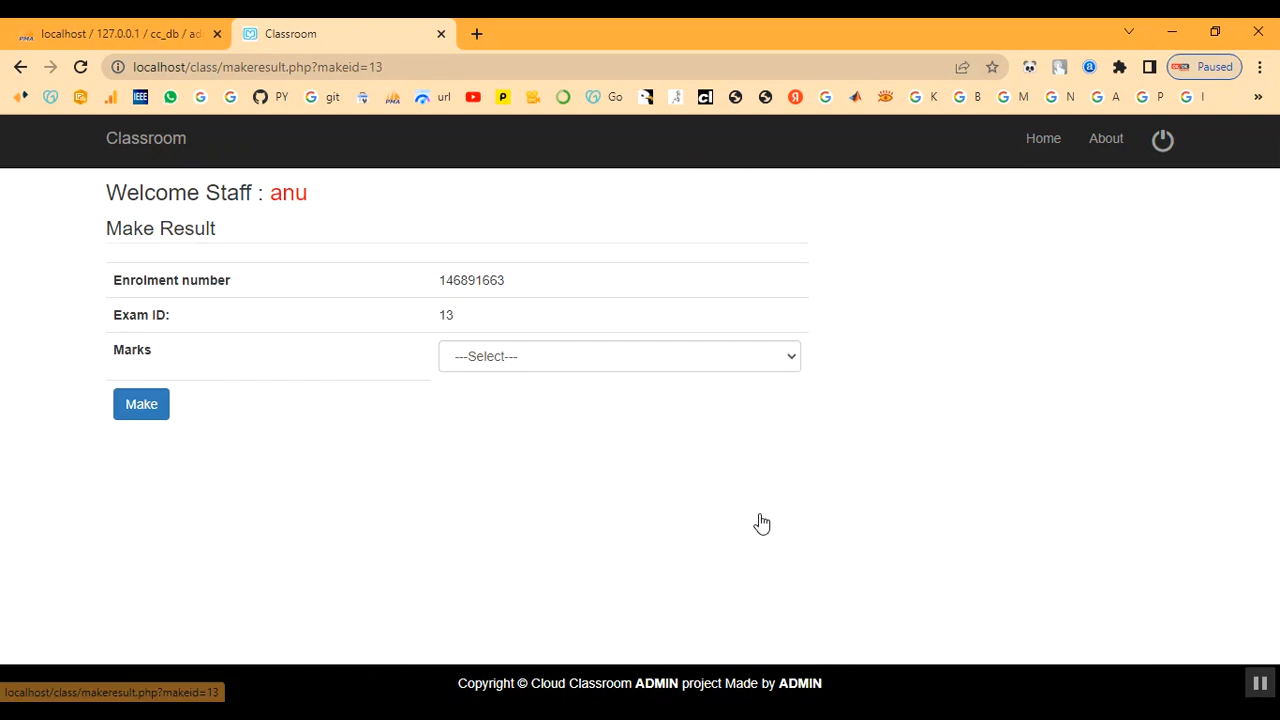 localhost / 127.0.0.1 / cc_db / ad
Classroom
localhost/class/makeresult.php?makeid=13
Paused
IEEE
PY
git
url
Go
K
B
M
N
A
P
I
»
Classroom
Home
About
Welcome Staff : anu
Make Result
Enrolment number
146891663
Exam ID:
13
Marks
---Select---
Make
localhost/class/makeresult.php?makeid=13
Copyright © Cloud Classroom ADMIN project Made by ADMIN